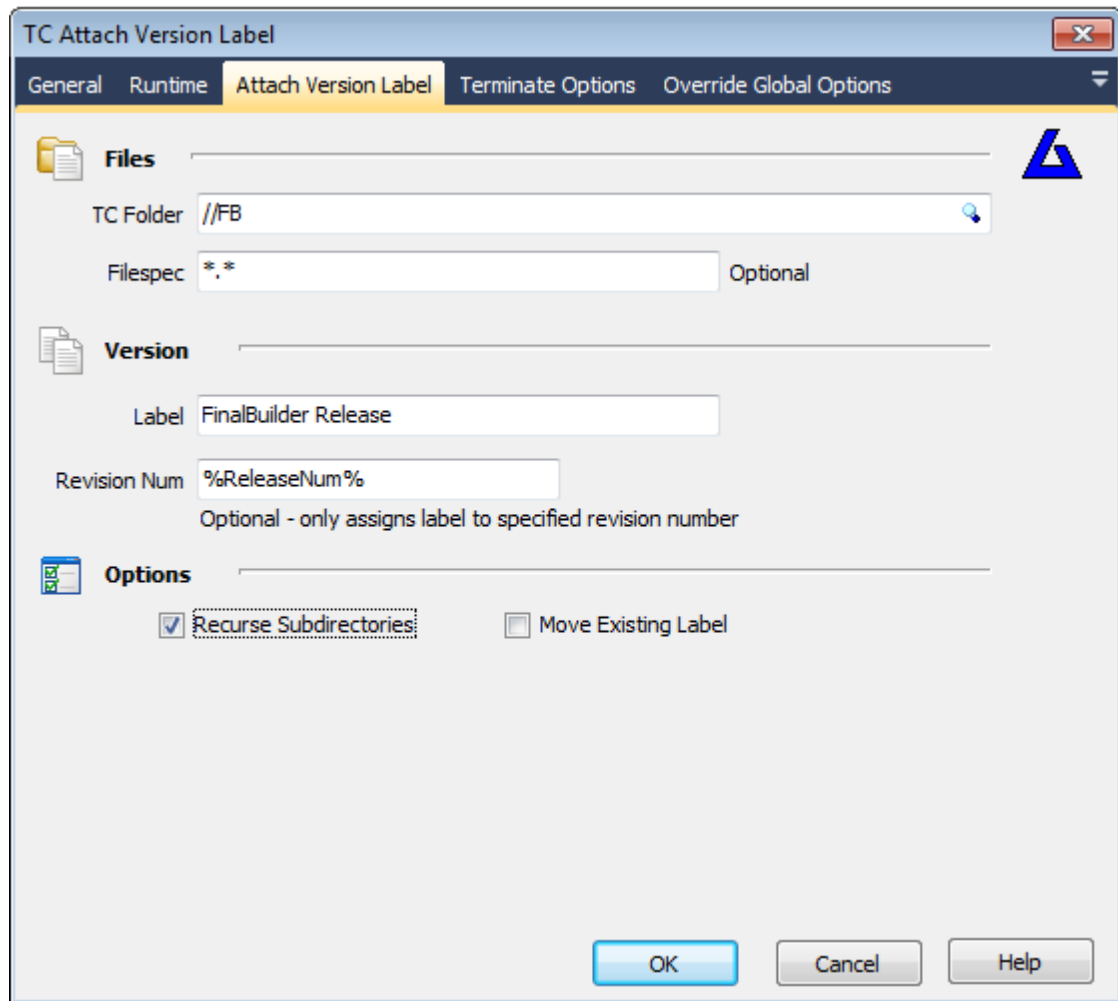 TC Attach Version Label
General Runtime Attach Version Label Terminate Options Override Global Options
Files
TC Folder //FB
Filespec *.* Optional
Version
Label FinalBuilder Release
Revision Num %ReleaseNum%
Optional - only assigns label to specified revision number
Options
Recurse Subdirectories Move Existing Label
OK Cancel Help